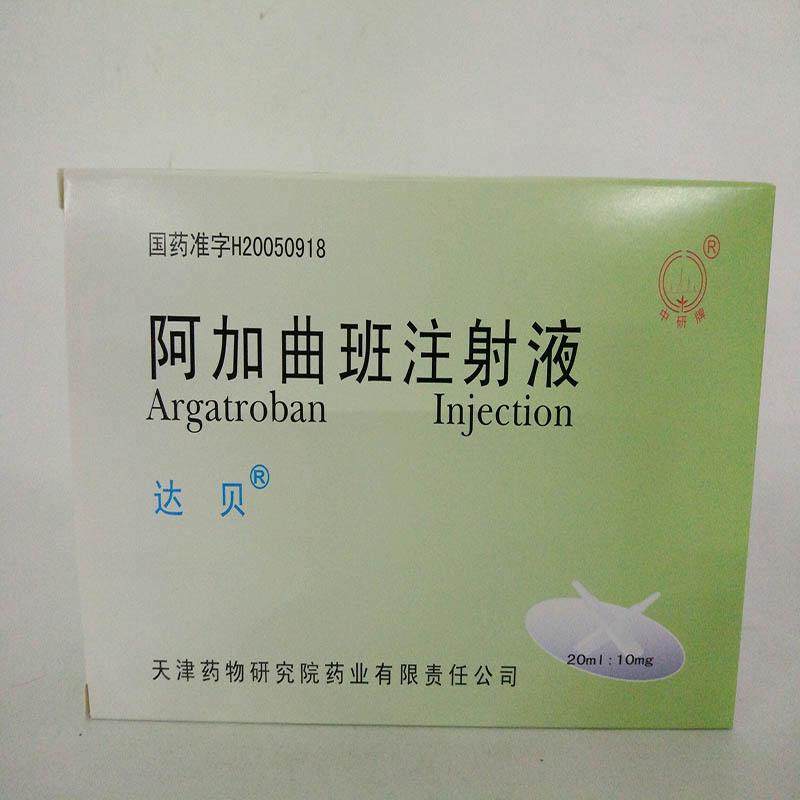 国药准字H20050918
®
中研牌
阿加曲班注射液
Argatroban Injection
达贝®
20ml:10mg
天津药物研究院药业有限责任公司